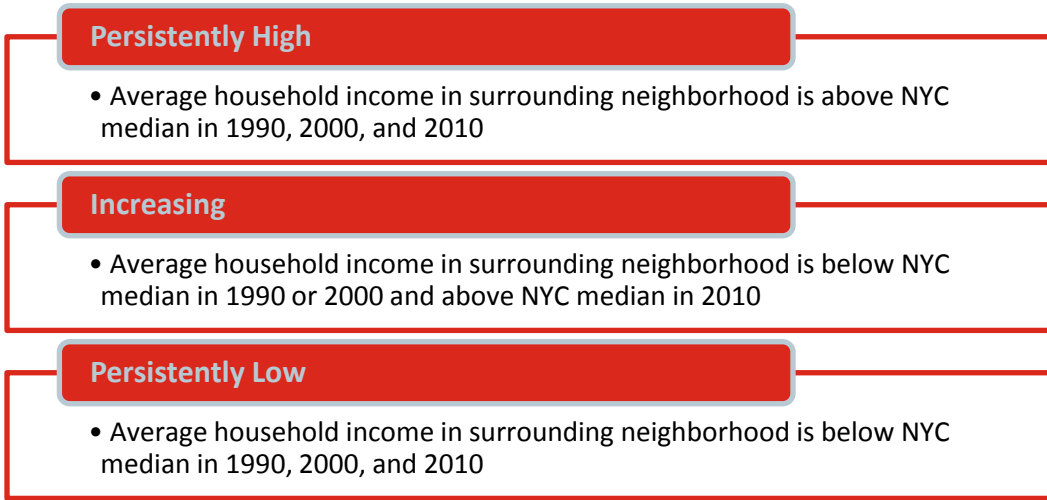 Persistently High
• Average household income in surrounding neighborhood is above NYC
median in 1990, 2000, and 2010
Increasing
• Average household income in surrounding neighborhood is below NYC
median in 1990 or 2000 and above NYC median in 2010
Persistently Low
• Average household income in surrounding neighborhood is below NYC
median in 1990, 2000, and 2010